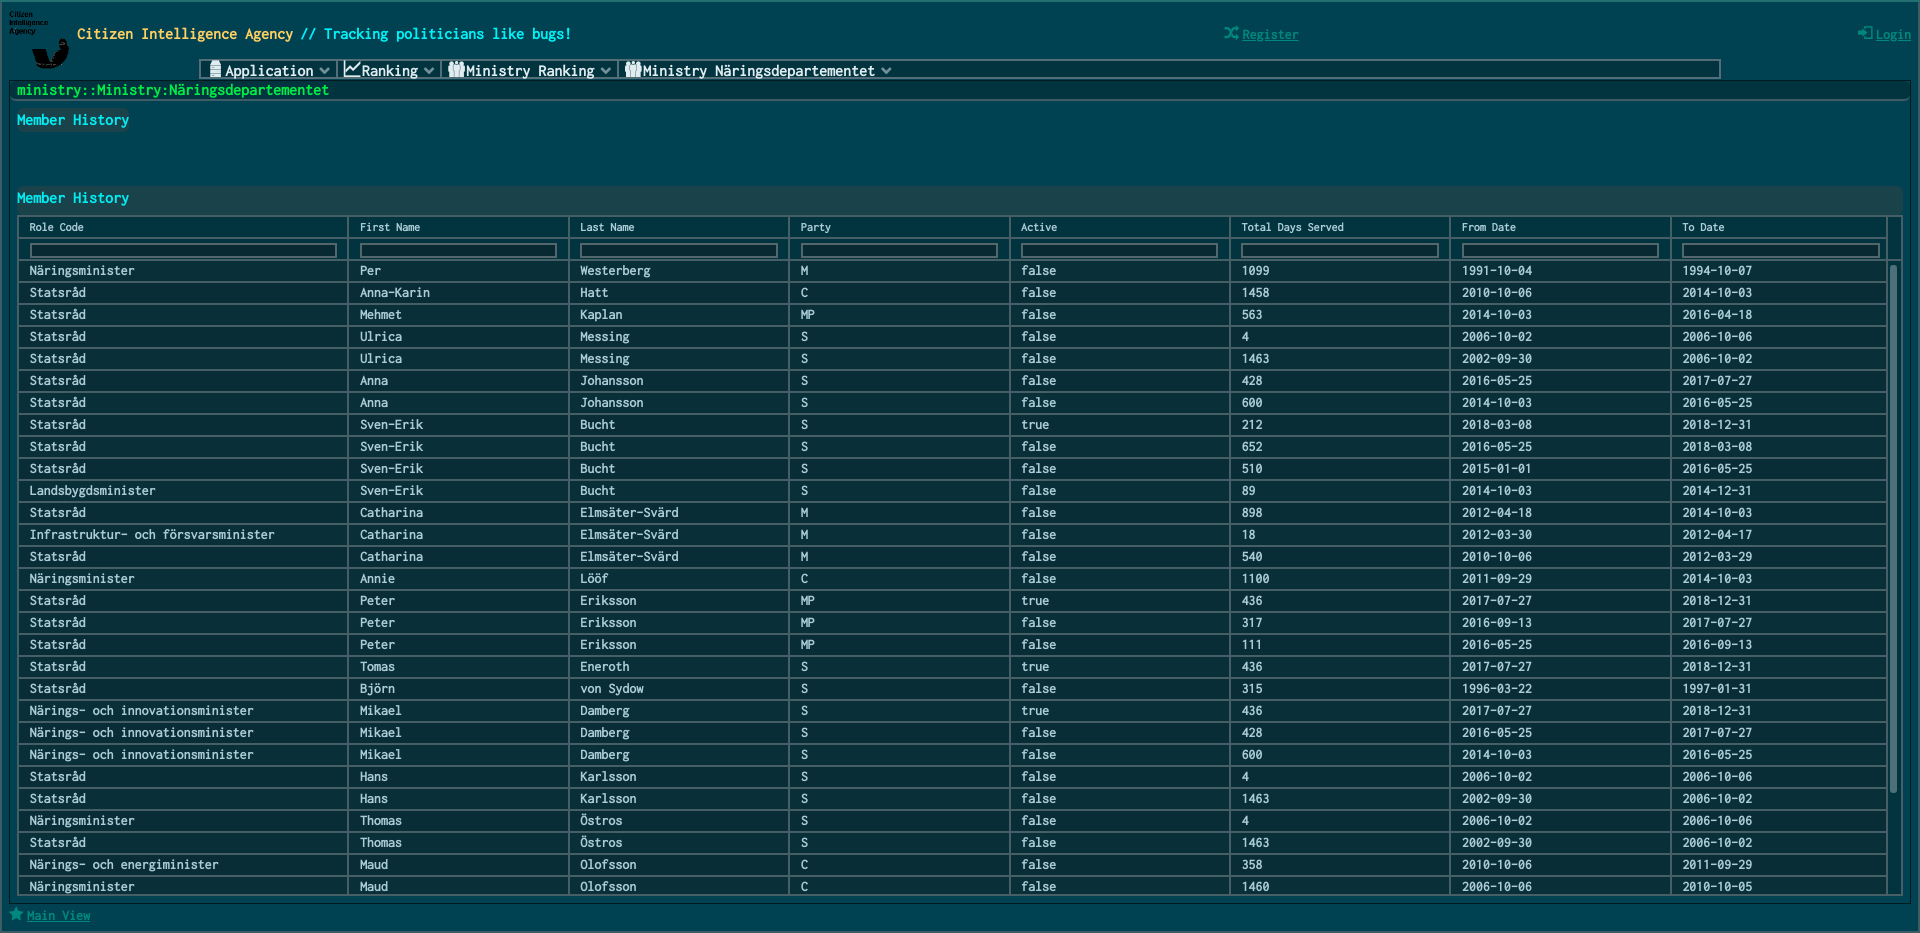 Citizen
Intelligence
Agency
Citizen Intelligence Agency // Tracking politicians like bugs!
Register
Login
Application Ranking Ministry Ranking Ministry Näringsdepartementet
ministry::Ministry:Näringsdepartementet
Member History
Member History
Role Code First Name Last Name Party Active Total Days Served From Date To Date
Näringsminister Per Westerberg M false 1099 1991-10-04 1994-10-07
Statsråd Anna-Karin Hatt C false 1458 2010-10-06 2014-10-03
Statsråd Mehmet Kaplan MP false 563 2014-10-03 2016-04-18
Statsråd Ulrica Messing S false 4 2006-10-02 2006-10-06
Statsråd Ulrica Messing S false 1463 2002-09-30 2006-10-02
Statsråd Anna Johansson S false 428 2016-05-25 2017-07-27
Statsråd Anna Johansson S false 600 2014-10-03 2016-05-25
Statsråd Sven-Erik Bucht S true 212 2018-03-08 2018-12-31
Statsråd Sven-Erik Bucht S false 652 2016-05-25 2018-03-08
Statsråd Sven-Erik Bucht S false 510 2015-01-01 2016-05-25
Landsbygdsminister Sven-Erik Bucht S false 89 2014-10-03 2014-12-31
Statsråd Catharina Elmsäter-Svärd M false 898 2012-04-18 2014-10-03
Infrastruktur- och försvarsminister Catharina Elmsäter-Svärd M false 18 2012-03-30 2012-04-17
Statsråd Catharina Elmsäter-Svärd M false 540 2010-10-06 2012-03-29
Näringsminister Annie Lööf C false 1100 2011-09-29 2014-10-03
Statsråd Peter Eriksson MP true 436 2017-07-27 2018-12-31
Statsråd Peter Eriksson MP false 317 2016-09-13 2017-07-27
Statsråd Peter Eriksson MP false 111 2016-05-25 2016-09-13
Statsråd Tomas Eneroth S true 436 2017-07-27 2018-12-31
Statsråd Björn von Sydow S false 315 1996-03-22 1997-01-31
Närings- och innovationsminister Mikael Damberg S true 436 2017-07-27 2018-12-31
Närings- och innovationsminister Mikael Damberg S false 428 2016-05-25 2017-07-27
Närings- och innovationsminister Mikael Damberg S false 600 2014-10-03 2016-05-25
Statsråd Hans Karlsson S false 4 2006-10-02 2006-10-06
Statsråd Hans Karlsson S false 1463 2002-09-30 2006-10-02
Näringsminister Thomas Östros S false 4 2006-10-02 2006-10-06
Statsråd Thomas Östros S false 1463 2002-09-30 2006-10-02
Närings- och energiminister Maud Olofsson C false 358 2010-10-06 2011-09-29
Näringsminister Maud Olofsson C false 1460 2006-10-06 2010-10-05
Main View